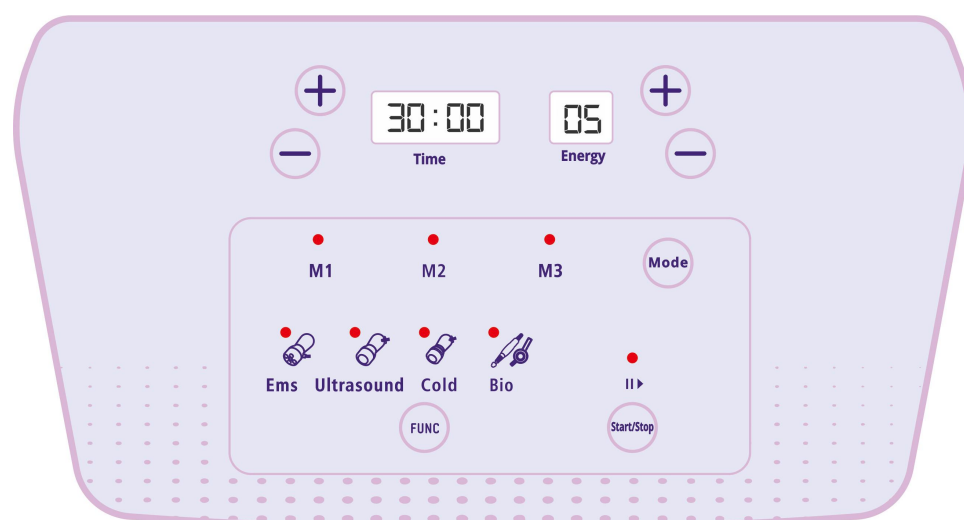 30:00 05
Time Energy
M1 M2 M3 Mode
Ems Ultrasound Cold Bio
FUNC Start/Stop